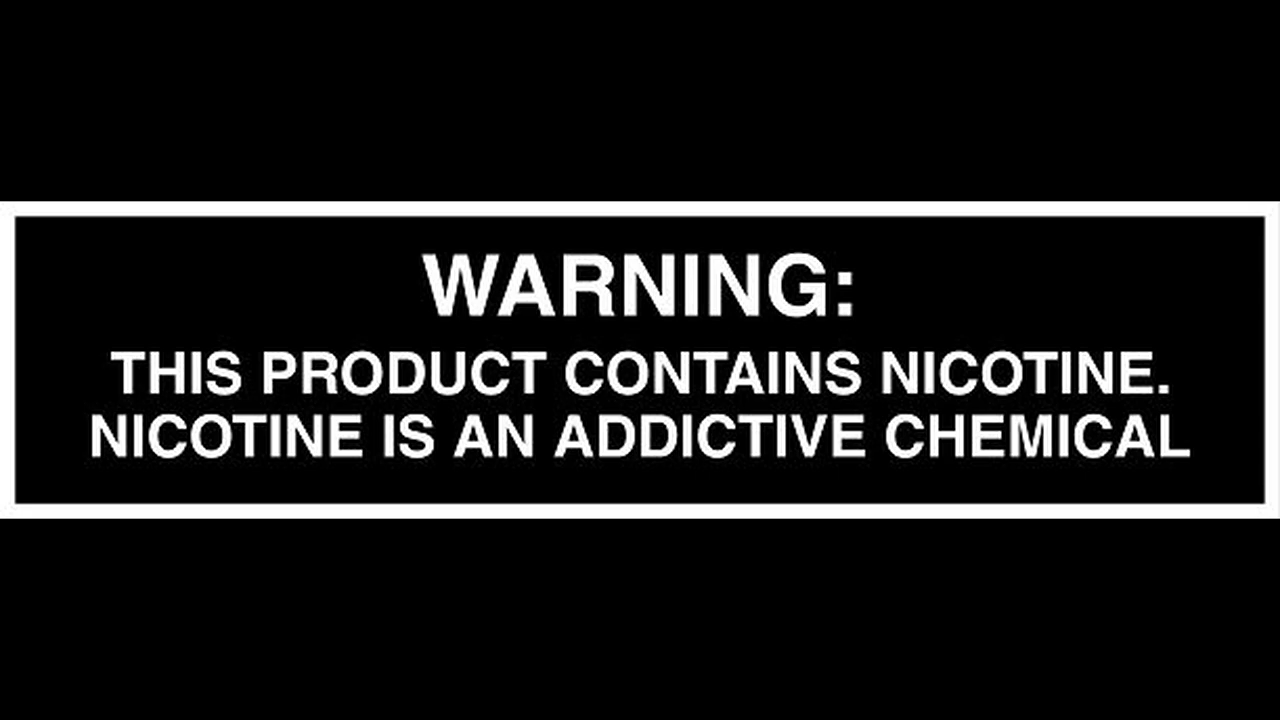 WARNING:
THIS PRODUCT CONTAINS NICOTINE.
NICOTINE IS AN ADDICTIVE CHEMICAL